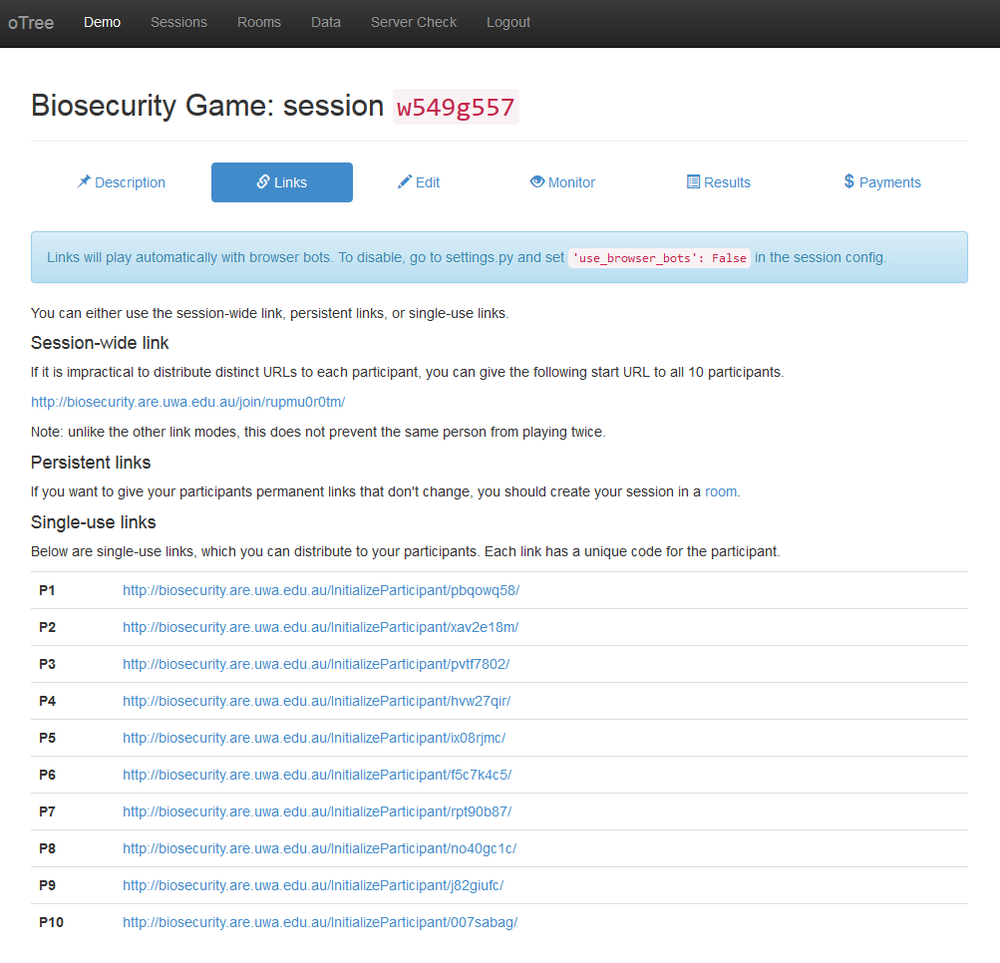 oTree Demo Sessions Rooms Data Server Check Logout
Biosecurity Game: session w549g557
Description Links Edit Monitor Results $ Payments
Links will play automatically with browser bots. To disable, go to settings.py and set 'use_browser_bots': False in the session config.
You can either use the session-wide link, persistent links, or single-use links.
Session-wide link
If it is impractical to distribute distinct URLs to each participant, you can give the following start URL to all 10 participants.
http://biosecurity.are.uwa.edu.au/join/rupmu0r0tm/
Note: unlike the other link modes, this does not prevent the same person from playing twice.
Persistent links
If you want to give your participants permanent links that don't change, you should create your session in a room.
Single-use links
Below are single-use links, which you can distribute to your participants. Each link has a unique code for the participant.
P1 http://biosecurity.are.uwa.edu.au/InitializeParticipant/pbqowq58/
P2 http://biosecurity.are.uwa.edu.au/InitializeParticipant/xav2e18m/
P3 http://biosecurity.are.uwa.edu.au/InitializeParticipant/pvtf7802/
P4 http://biosecurity.are.uwa.edu.au/InitializeParticipant/hvw27qir/
P5 http://biosecurity.are.uwa.edu.au/InitializeParticipant/ix08rjmc/
P6 http://biosecurity.are.uwa.edu.au/InitializeParticipant/f5c7k4c5/
P7 http://biosecurity.are.uwa.edu.au/InitializeParticipant/rpt90b87/
P8 http://biosecurity.are.uwa.edu.au/InitializeParticipant/no40gc1c/
P9 http://biosecurity.are.uwa.edu.au/InitializeParticipant/j82giufc/
P10 http://biosecurity.are.uwa.edu.au/InitializeParticipant/007sabag/